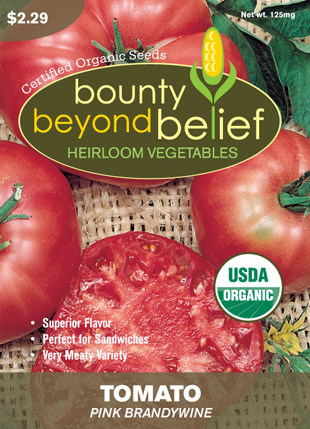 $2.29
Net wt. 125mg
Certified Organic Seeds
bounty
beyond belief
HEIRLOOM VEGETABLES
USDA
ORGANIC
• Superior Flavor
• Perfect for Sandwiches
• Very Meaty Variety
TOMATO
PINK BRANDYWINE